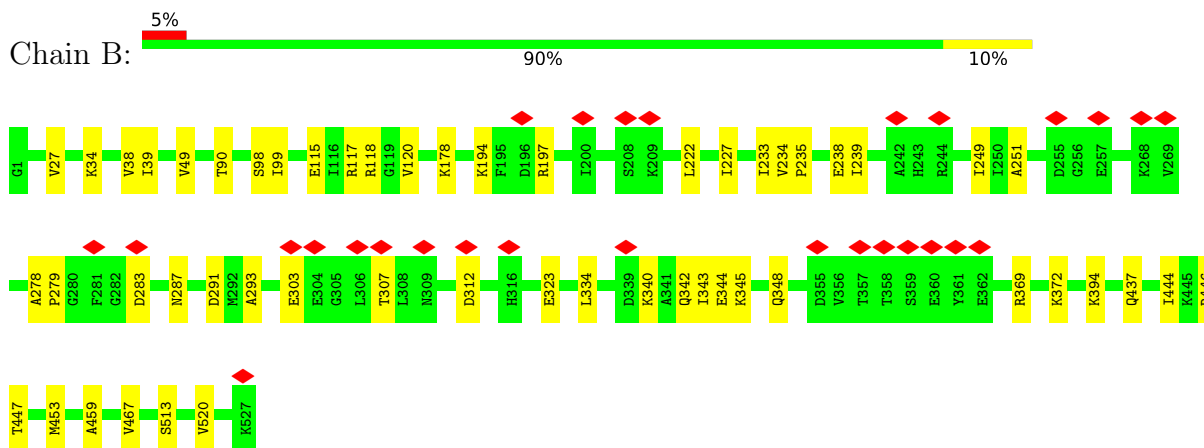 5%
Chain B:
90% 10%
G1 V27 K34 V38 I39 V49 T90 S98 I99 E115 I116 R117 R118 G119 V120 K178 K194 F195 D196 R197 I200 S208 K209 L222 I227 I233 V234 P235 E238 I239 A242 H243 R244 I249 I250 A251 D255 G256 E257 K268 V269
A278 P279 G280 F281 G282 D283 N287 D291 M292 A293 E303 E304 G305 L306 T307 L308 N309 D312 H316 E323 L334 D339 K340 A341 Q342 I343 E344 K345 Q348 D355 V356 T357 T358 S359 E360 Y361 E362 R369 K372 K394 Q437 I444 K445
T447 M453 A459 V467 S513 V520 K527